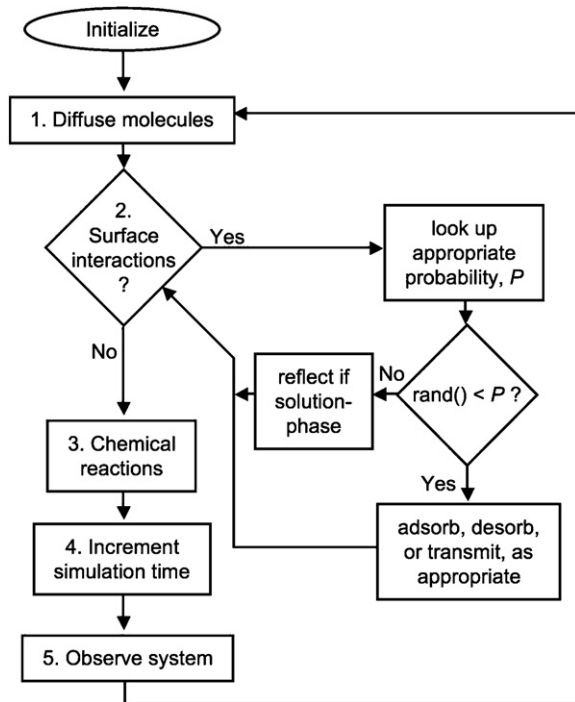 Initialize
1. Diffuse molecules
2.
Surface
interactions
?
Yes
look up
appropriate
probability, P
No
reflect if
solution-
phase
No
rand() < P ?
Yes
3. Chemical
reactions
adsorb, desorb,
or transmit, as
appropriate
4. Increment
simulation time
5. Observe system